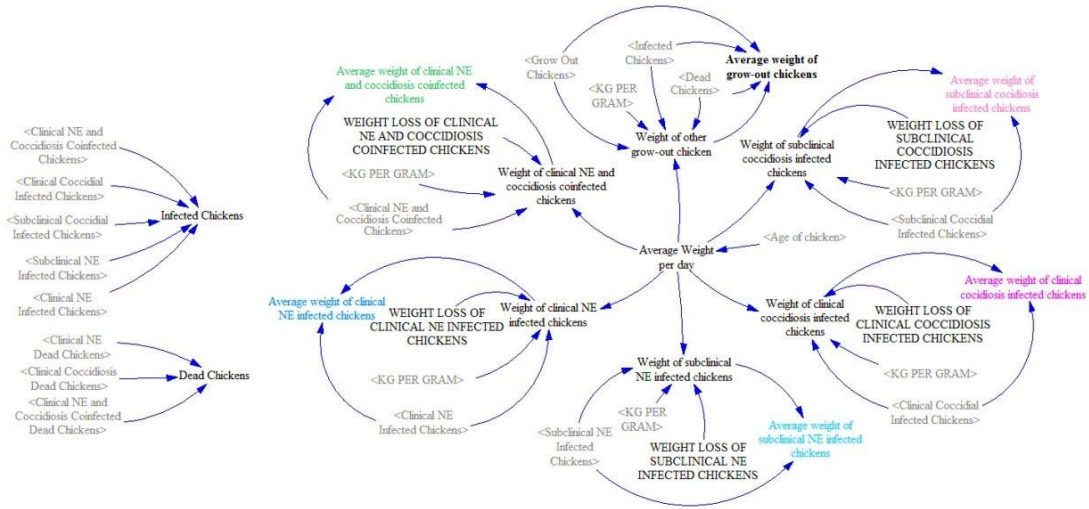 <Clinical NE and
Coccidiosis Coinfected
Chickens>
<Clinical Coccidial
Infected Chickens>
<Subclinical Coccidial
Infected Chickens>
<Subclinical NE
Infected Chickens>
<Clinical NE
Infected Chickens>
Infected Chickens
<Clinical NE
Dead Chickens>
<Clinical Coccidiosis
Dead Chickens>
<Clinical NE and
Coccidiosis Coinfected
Dead Chickens>
Dead Chickens
Average weight of clinical NE
and coccidiosis coinfected
chickens
WEIGHT LOSS OF CLINICAL
NE AND COCCIDIOSIS
COINFECTED CHICKENS
<KG PER GRAM>
<Clinical NE and
Coccidiosis Coinfected
Chickens>
Weight of clinical NE and
coccidiosis coinfected
chickens
<Grow Out
Chickens>
<Infected
Chickens>
<KG PER
GRAM>
<Dead
Chickens>
Average weight of
grow-out chickens
Weight of other
grow-out chicken
Average weight of
subclinical cocidiosis
infected chickens
Weight of subclinical
coccidiosis infected
chickens
WEIGHT LOSS OF
SUBCLINICAL
COCCIDIOSIS
INFECTED CHICKENS
<KG PER GRAM>
<Subclinical Coccidial
Infected Chickens>
Average Weight
per day
<Age of chicken>
Average weight of clinical
NE infected chickens
WEIGHT LOSS OF
CLINICAL NE INFECTED
CHICKENS
Weight of clinical NE
infected chickens
<KG PER GRAM>
<Clinical NE
Infected Chickens>
Weight of subclinical
NE infected chickens
<Subclinical NE
Infected
Chickens>
<KG PER
GRAM>
WEIGHT LOSS OF
SUBCLINICAL NE
INFECTED CHICKENS
Average weight of
subclinical NE infected
chickens
Weight of clinical
coccidiosis infected
chickens
WEIGHT LOSS OF
CLINICAL COCCIDIOSIS
INFECTED CHICKENS
Average weight of clinical
cocidiosis infected chickens
<KG PER GRAM>
<Clinical Coccidial
Infected Chickens>